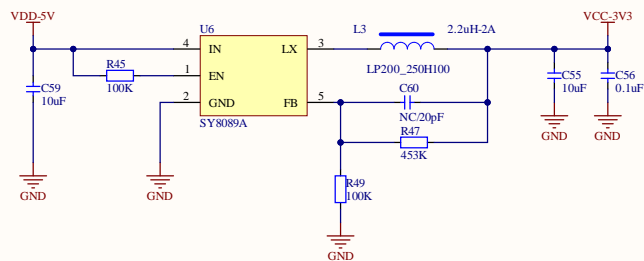 VDD-5V
VCC-3V3
U6
L3
2.2uH-2A
4
IN
LX
3
LP200_250H100
R45
100K
1
EN
C59
10uF
C60
NC/20pF
C55
10uF
C56
0.1uF
2
GND
FB
5
SY8089A
R47
453K
GND
GND
R49
100K
GND
GND
GND